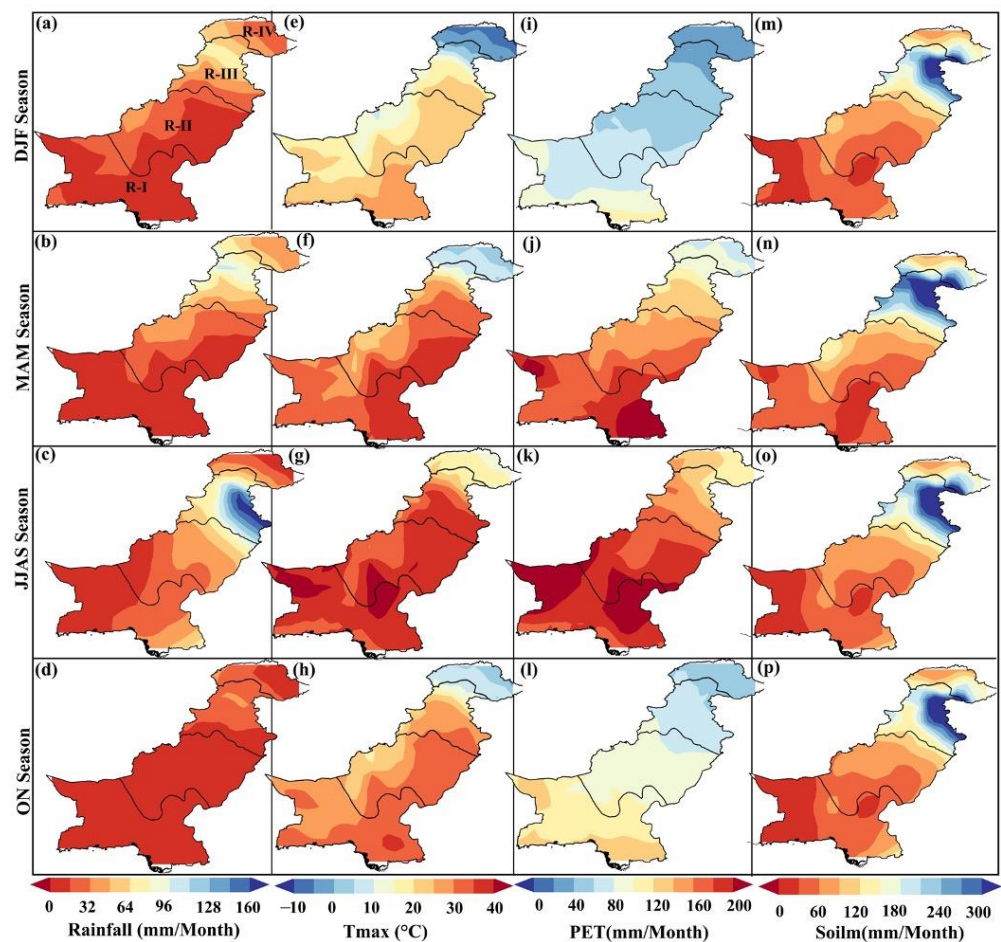 (a) (e) (i) (m)
R-IV
R-III
R-II
R-I
DJF Season
(b) (f) (j) (n)
MAM Season
(c) (g) (k) (o)
JJAS Season
(d) (h) (l) (p)
ON Season
0 32 64 96 128 160
Rainfall (mm/Month)
−10 0 10 20 30 40
Tmax (°C)
0 40 80 120 160 200
PET(mm/Month)
0 60 120 180 240 300
Soilm(mm/Month)